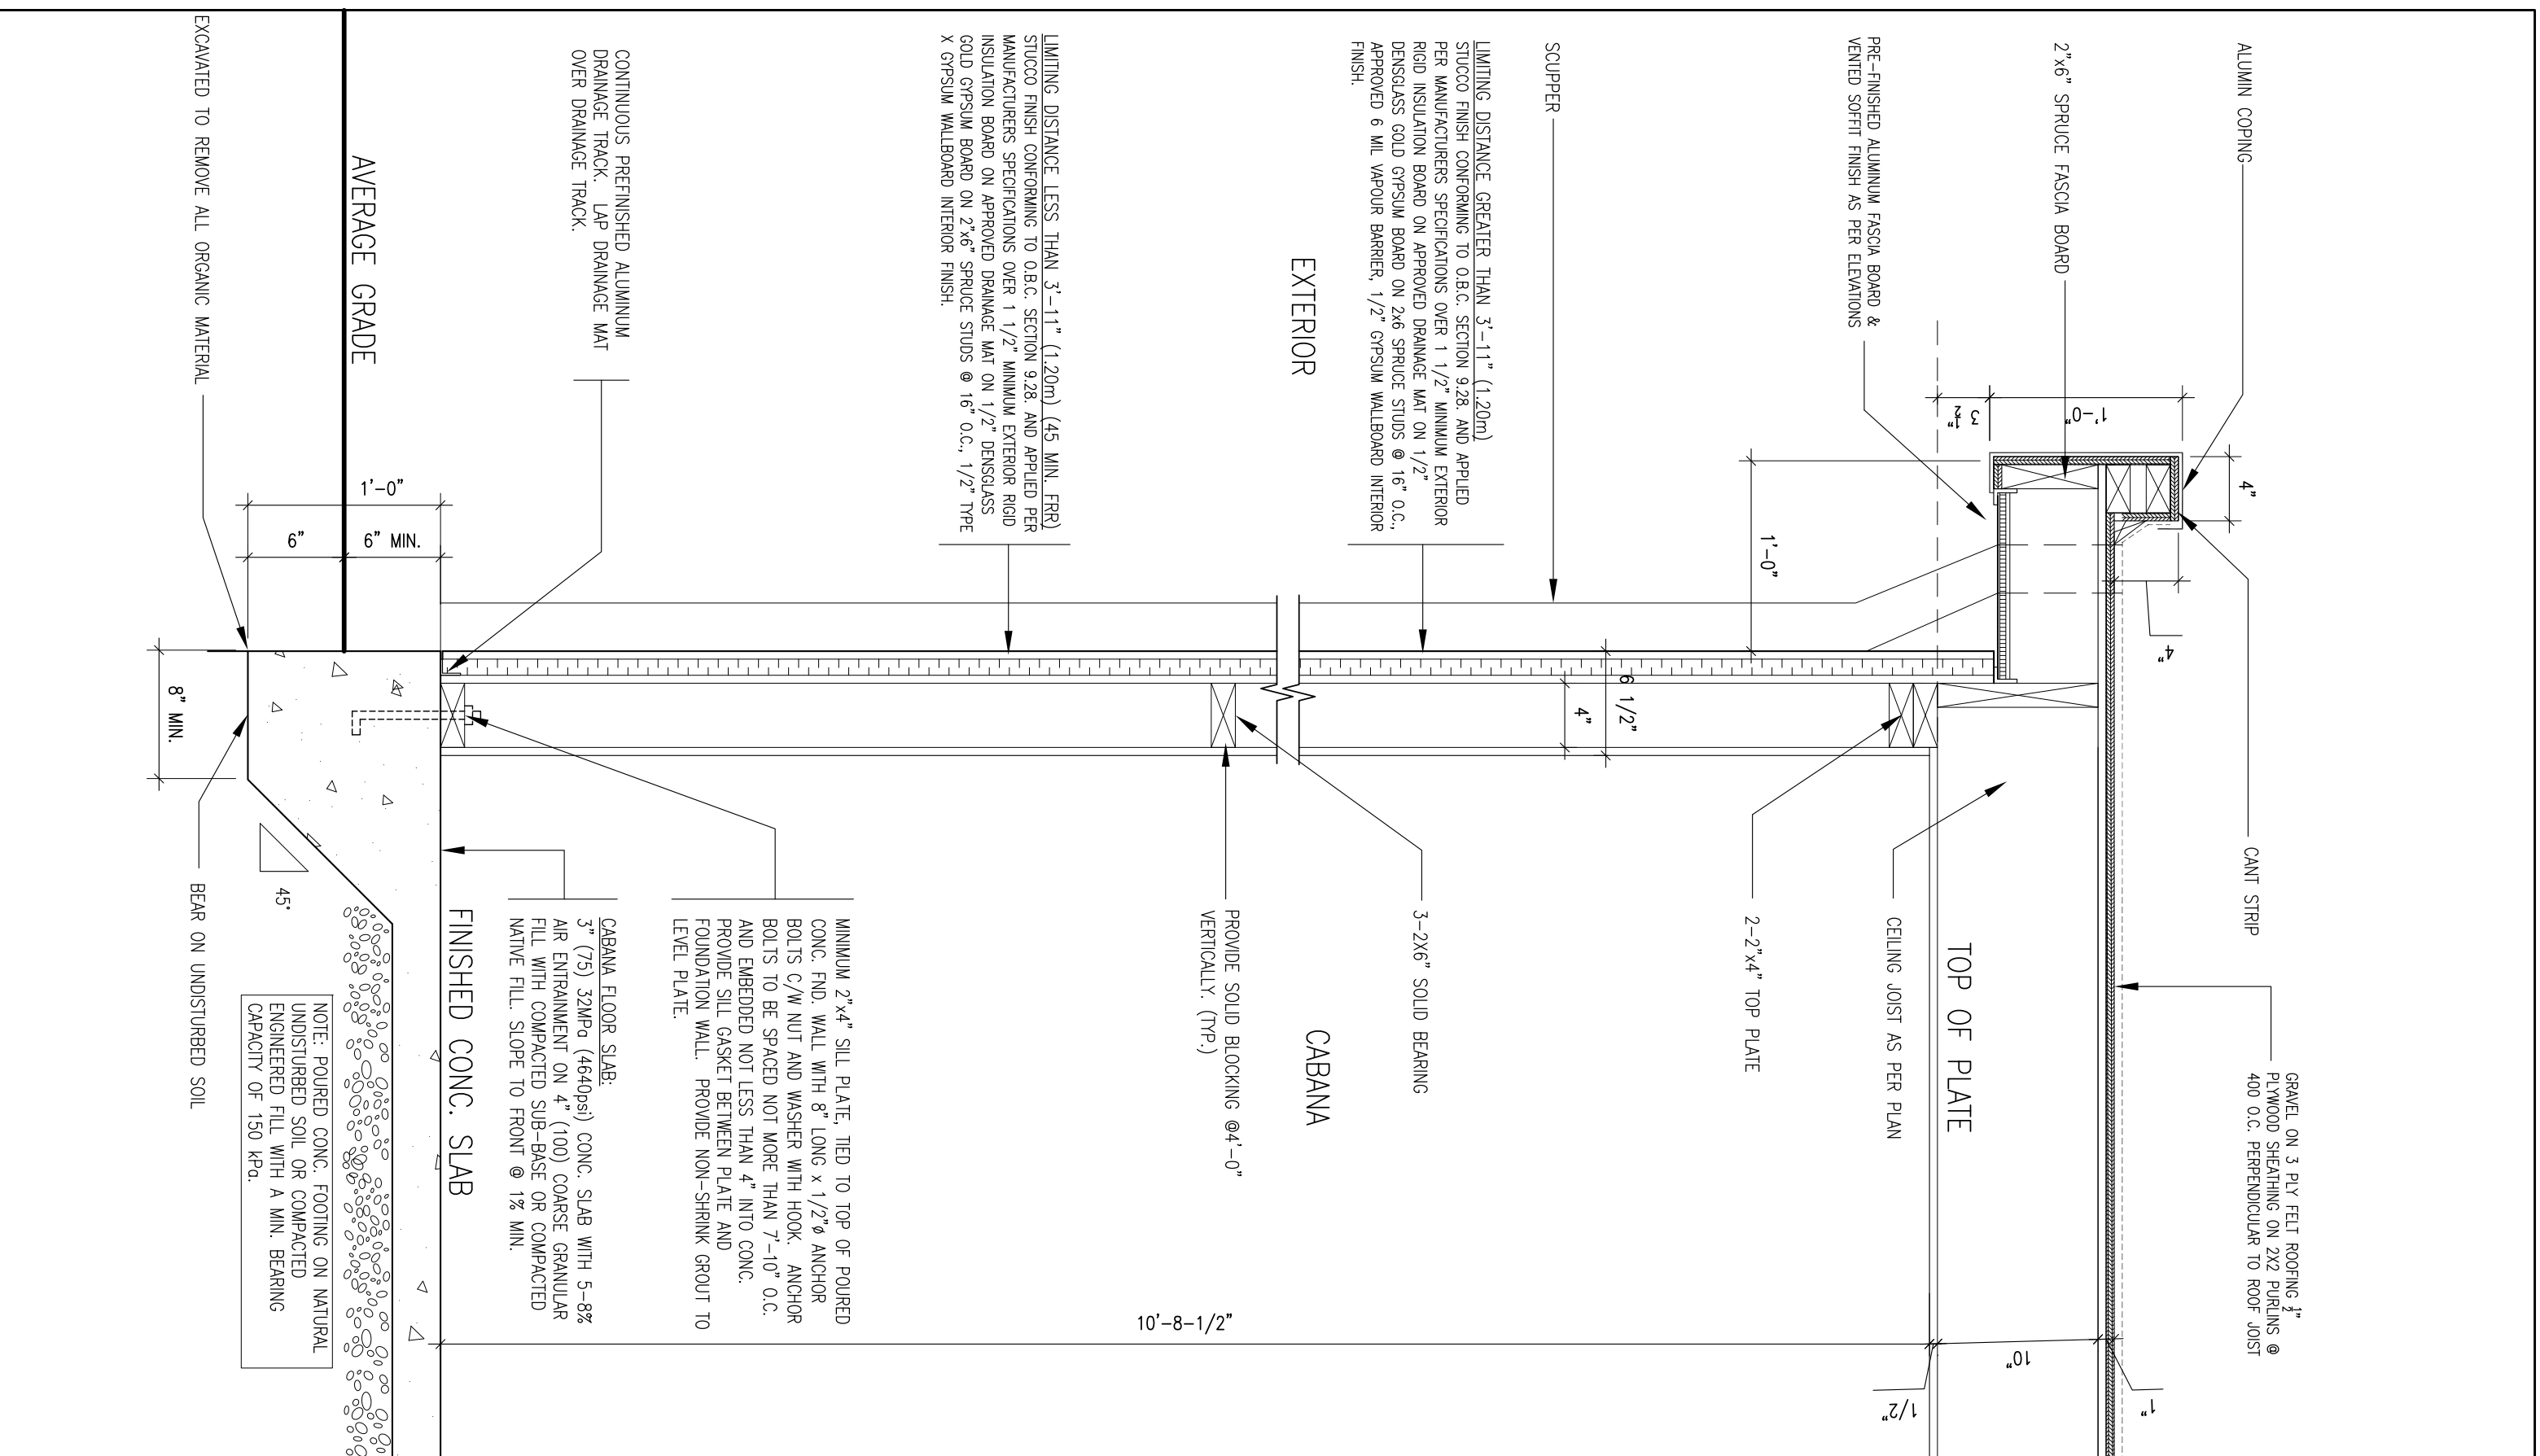 ALUMIN COPING
2"x6" SPRUCE FASCIA BOARD
PRE-FINISHED ALUMINUM FASCIA BOARD &
VENTED SOFFIT FINISH AS PER ELEVATIONS
SCUPPER
LIMITING DISTANCE GREATER THAN 3'-11" (1.20m)
STUCCO FINISH CONFORMING TO O.B.C. SECTION 9.28. AND APPLIED
PER MANUFACTURERS SPECIFICATIONS OVER 1 1/2" MINIMUM EXTERIOR
RIGID INSULATION BOARD ON APPROVED DRAINAGE MAT ON 1/2"
DENSGLASS GOLD GYPSUM BOARD ON 2x6 SPRUCE STUDS @ 16" O.C.,
APPROVED 6 MIL VAPOUR BARRIER, 1/2" GYPSUM WALLBOARD INTERIOR
FINISH.
EXTERIOR
LIMITING DISTANCE LESS THAN 3'-11" (1.20m) (45 MIN. FRR)
STUCCO FINISH CONFORMING TO O.B.C. SECTION 9.28. AND APPLIED PER
MANUFACTURERS SPECIFICATIONS OVER 1 1/2" MINIMUM EXTERIOR RIGID
INSULATION BOARD ON APPROVED DRAINAGE MAT ON 1/2" DENSGLASS
GOLD GYPSUM BOARD ON 2"x6" SPRUCE STUDS @ 16" O.C., 1/2" TYPE
X GYPSUM WALLBOARD INTERIOR FINISH.
CONTINUOUS PREFINISHED ALUMINUM
DRAINAGE TRACK. LAP DRAINAGE MAT
OVER DRAINAGE TRACK.
AVERAGE GRADE
EXCAVATED TO REMOVE ALL ORGANIC MATERIAL
1'-0"
3 1/2"
4"
4"
1'-0"
6 1/2"
4"
1'-0"
6"
6" MIN.
8" MIN.
45°
CANT STRIP
GRAVEL ON 3 PLY FELT ROOFING 1/2"
PLYWOOD SHEATHING ON 2X2 PURLINS @
400 O.C. PERPENDICULAR TO ROOF JOIST
TOP OF PLATE
CEILING JOIST AS PER PLAN
2-2"x4" TOP PLATE
3-2X6" SOLID BEARING
CABANA
PROVIDE SOLID BLOCKING @4'-0"
VERTICALLY. (TYP.)
MINIMUM 2"x4" SILL PLATE, TIED TO TOP OF POURED
CONC. FND. WALL WITH 8" LONG x 1/2"ø ANCHOR
BOLTS C/W NUT AND WASHER WITH HOOK. ANCHOR
BOLTS TO BE SPACED NOT MORE THAN 7'-10" O.C.
AND EMBEDDED NOT LESS THAN 4" INTO CONC.
PROVIDE SILL GASKET BETWEEN PLATE AND
FOUNDATION WALL. PROVIDE NON-SHRINK GROUT TO
LEVEL PLATE.
CABANA FLOOR SLAB:
3" (75) 32MPa (4640psi) CONC. SLAB WITH 5-8%
AIR ENTRAINMENT ON 4" (100) COARSE GRANULAR
FILL WITH COMPACTED SUB-BASE OR COMPACTED
NATIVE FILL. SLOPE TO FRONT @ 1% MIN.
FINISHED CONC. SLAB
NOTE: POURED CONC. FOOTING ON NATURAL
UNDISTURBED SOIL OR COMPACTED
ENGINEERED FILL WITH A MIN. BEARING
CAPACITY OF 150 kPa.
BEAR ON UNDISTURBED SOIL
10'-8-1/2"
1/2"
10"
1"